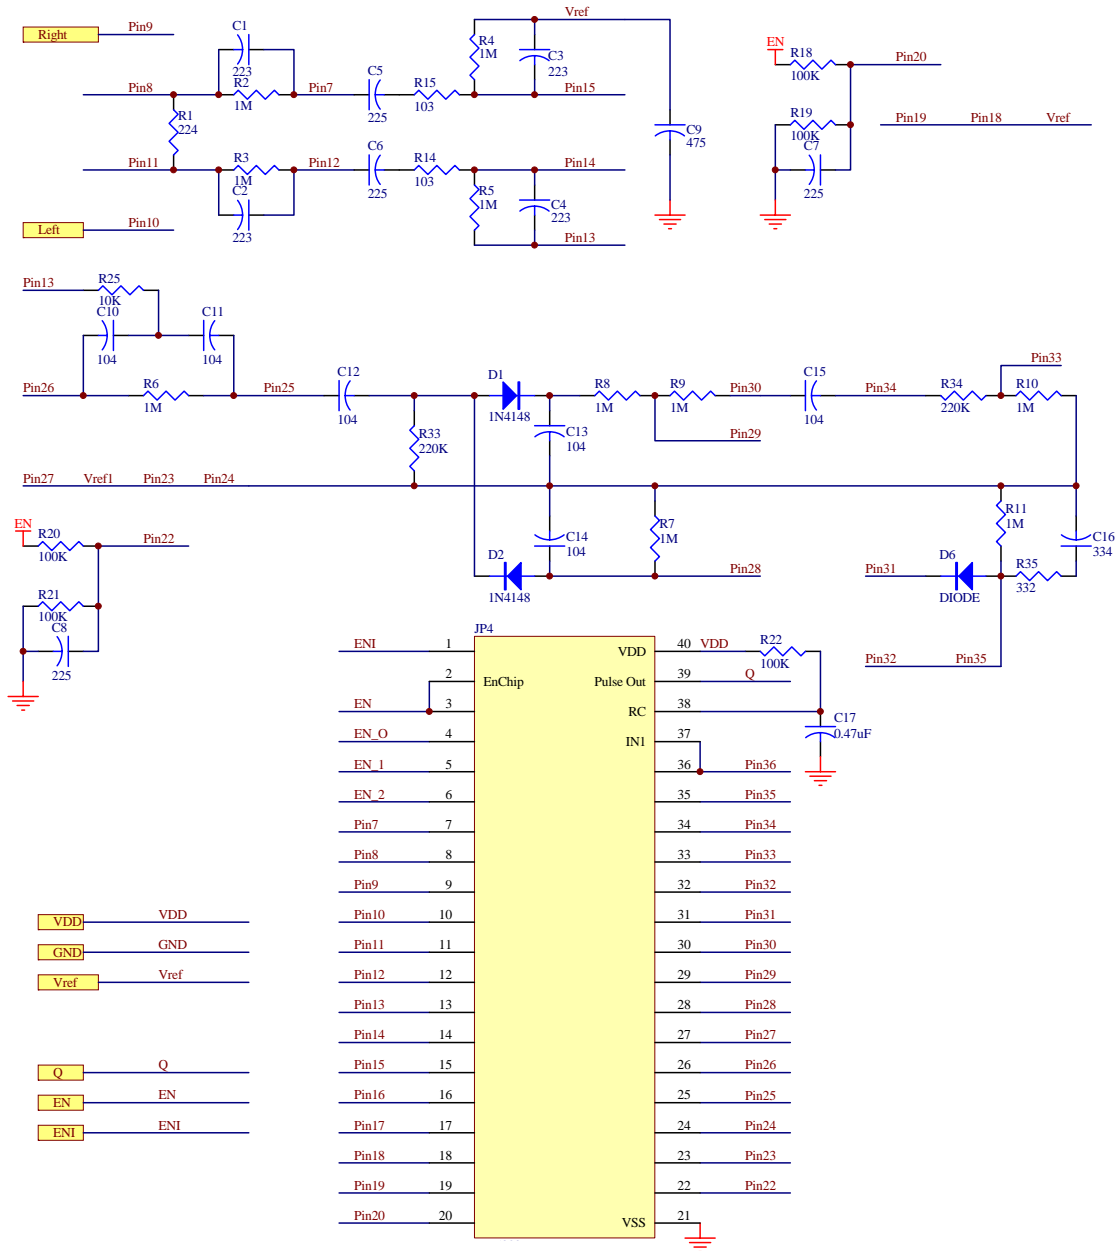 Vref
Right Pin9
C1
223
R4
1M
C3
223
EN
R18
100K
Pin20
Pin8
R2
1M
Pin7
C5
225
R15
103
Pin15
R1
224
C9
475
R19
100K
Pin19 Pin18 Vref
C7
225
Pin11
R3
1M
Pin12
C6
225
R14
103
Pin14
C2
223
R5
1M
C4
223
Left Pin10
Pin13
Pin13
R25
10K
C10
104
C11
104
Pin26
R6
1M
Pin25
C12
104
D1
1N4148
R8
1M
R9
1M
Pin30
C15
104
Pin34
R34
220K
Pin33
R10
1M
R33
220K
C13
104
Pin29
Pin27 Vref1 Pin23 Pin24
EN
R20
100K
Pin22
C14
104
R7
1M
R11
1M
C16
334
D2
1N4148
Pin28
Pin31
D6
DIODE
R35
332
R21
100K
C8
225
Pin32 Pin35
JP4
ENI 1 VDD 40 VDD
R22
100K
2 EnChip Pulse Out 39 Q
EN 3 RC 38
C17
0.47uF
EN_O 4 IN1 37
EN_1 5 36 Pin36
EN_2 6 35 Pin35
Pin7 7 34 Pin34
Pin8 8 33 Pin33
Pin9 9 32 Pin32
VDD VDD
Pin10 10 31 Pin31
GND GND
Pin11 11 30 Pin30
Vref Vref
Pin12 12 29 Pin29
Pin13 13 28 Pin28
Pin14 14 27 Pin27
Q Q
Pin15 15 26 Pin26
EN EN
Pin16 16 25 Pin25
ENI ENI
Pin17 17 24 Pin24
Pin18 18 23 Pin23
Pin19 19 22 Pin22
Pin20 20 VSS 21